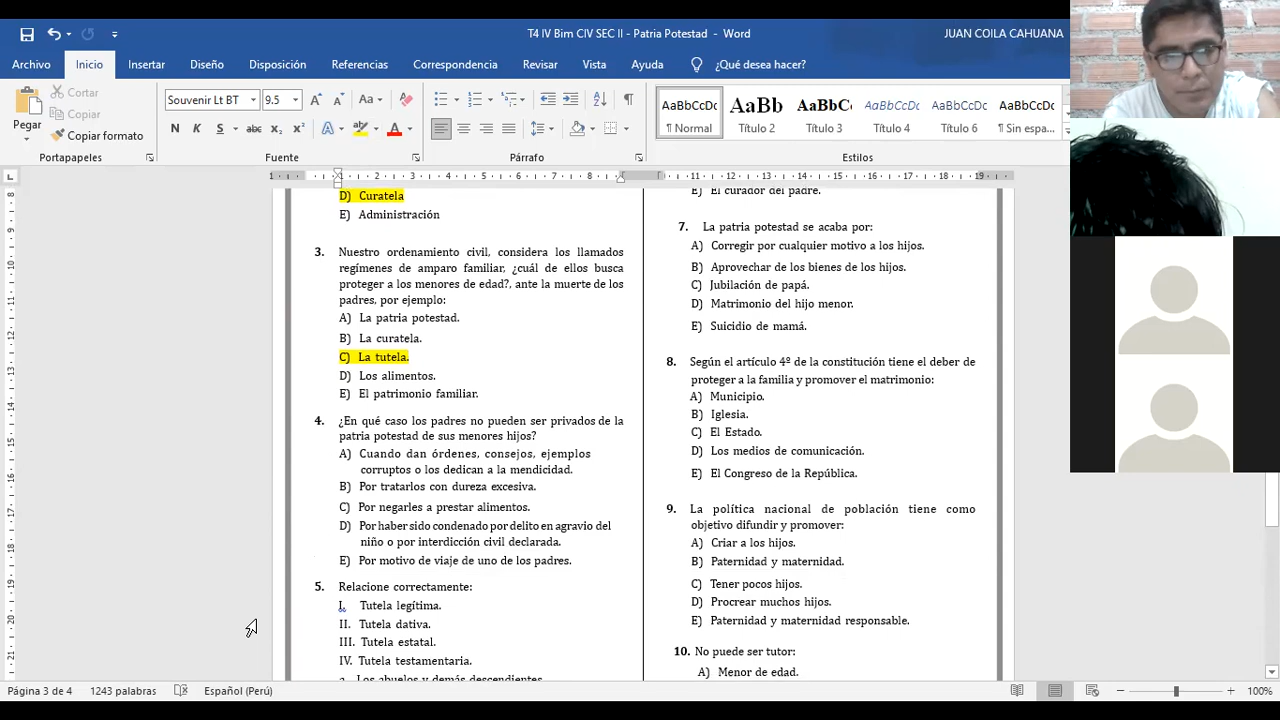 T4 IV Bim CIV SEC II - Patria Potestad - Word
JUAN COILA CAHUANA
Archivo Inicio Insertar Diseño Disposición Referencias Correspondencia Revisar Vista Ayuda ¿Qué desea hacer?
Pegar
Cortar
Copiar
Copiar formato
Souvenir Lt BT 9.5
N K S abc x₂ x²
AaBbCcDc AaBb AaBbC AaBbCcDc AaBbCcDc AaBbCcDc
¶ Normal Título 2 Título 3 Título 4 Título 6 ¶ Sin espa...
Portapapeles Fuente Párrafo Estilos
D) Curatela
E) Administración
3. Nuestro ordenamiento civil, considera los llamados
regímenes de amparo familiar, ¿cuál de ellos busca
proteger a los menores de edad?, ante la muerte de los
padres, por ejemplo:
A) La patria potestad.
B) La curatela.
C) La tutela.
D) Los alimentos.
E) El patrimonio familiar.
4. ¿En qué caso los padres no pueden ser privados de la
patria potestad de sus menores hijos?
A) Cuando dan órdenes, consejos, ejemplos
corruptos o los dedican a la mendicidad.
B) Por tratarlos con dureza excesiva.
C) Por negarles a prestar alimentos.
D) Por haber sido condenado por delito en agravio del
niño o por interdicción civil declarada.
E) Por motivo de viaje de uno de los padres.
5. Relacione correctamente:
I. Tutela legítima.
II. Tutela dativa.
III. Tutela estatal.
IV. Tutela testamentaria.
a. Los abuelos y demás descendientes
E) El curador del padre.
7. La patria potestad se acaba por:
A) Corregir por cualquier motivo a los hijos.
B) Aprovechar de los bienes de los hijos.
C) Jubilación de papá.
D) Matrimonio del hijo menor.
E) Suicidio de mamá.
8. Según el artículo 4º de la constitución tiene el deber de
proteger a la familia y promover el matrimonio:
A) Municipio.
B) Iglesia.
C) El Estado.
D) Los medios de comunicación.
E) El Congreso de la República.
9. La política nacional de población tiene como
objetivo difundir y promover:
A) Criar a los hijos.
B) Paternidad y maternidad.
C) Tener pocos hijos.
D) Procrear muchos hijos.
E) Paternidad y maternidad responsable.
10. No puede ser tutor:
A) Menor de edad.
Página 3 de 4 1243 palabras Español (Perú) 100%